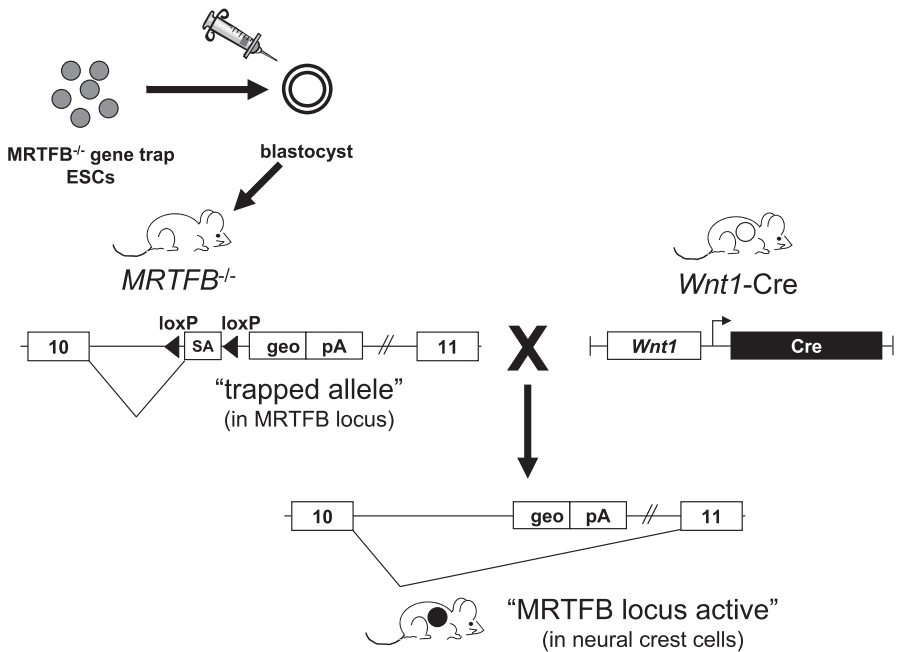 MRTFB-/- gene trap
ESCs
blastocyst
MRTFB-/-
Wnt1-Cre
loxP loxP
10 SA geo pA // 11
X
Wnt1 Cre
“trapped allele”
(in MRTFB locus)
10 geo pA // 11
“MRTFB locus active”
(in neural crest cells)